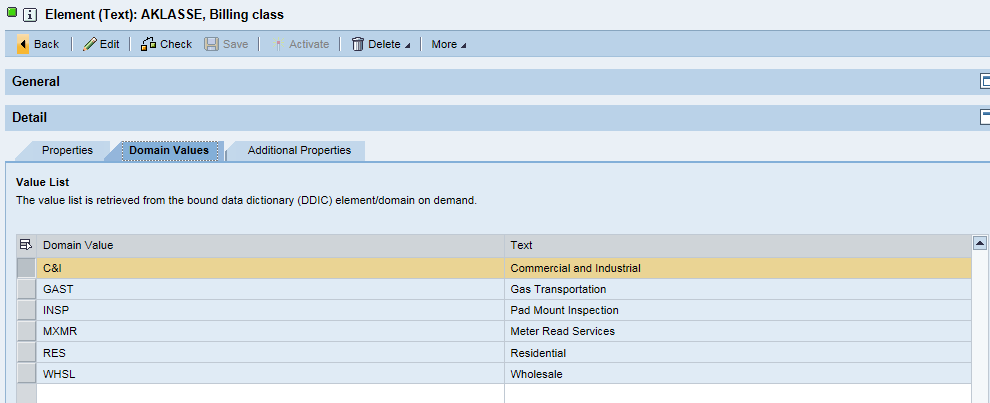 Element (Text): AKLASSE, Billing class
Back Edit Check Save Activate Delete More
General
Detail
Properties Domain Values Additional Properties
Value List
The value list is retrieved from the bound data dictionary (DDIC) element/domain on demand.
Domain Value Text
C&I Commercial and Industrial
GAST Gas Transportation
INSP Pad Mount Inspection
MXMR Meter Read Services
RES Residential
WHSL Wholesale